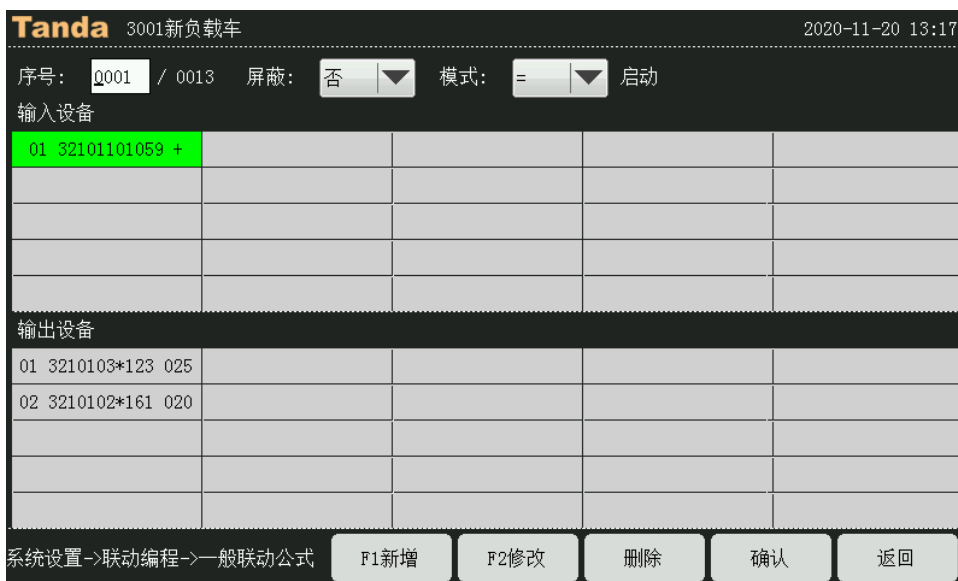 Tanda 3001新负载车 2020-11-20 13:17
序号: 0001 / 0013 屏蔽: 否 模式: = 启动
输入设备
01 32101101059 +
输出设备
01 3210103*123 025
02 3210102*161 020
系统设置->联动编程->一般联动公式 F1新增 F2修改 删除 确认 返回